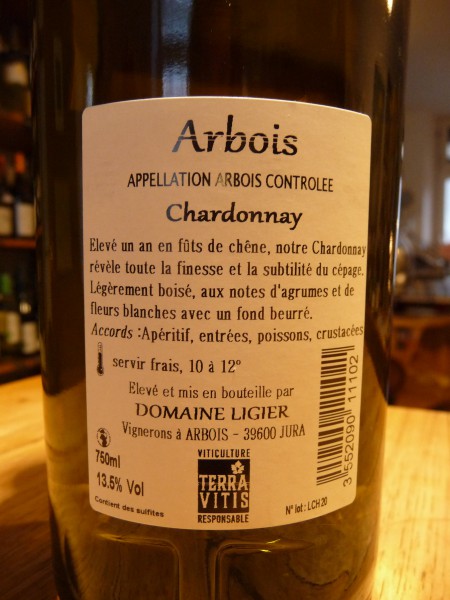 Arbois
APPELLATION ARBOIS CONTROLEE
Chardonnay
Elevé un an en fûts de chêne, notre Chardonnay
révèle toute la finesse et la subtilité du cépage.
Légèrement boisé, aux notes d'agrumes et de
fleurs blanches avec un fond beurré.
Accords :Apéritif, entrées, poissons, crustacées
servir frais, 10 à 12°
Elevé et mis en bouteille par
DOMAINE LIGIER
Vignerons à ARBOIS - 39600 JURA
750ml
13.5% Vol
Contient des sulfites
VITICULTURE
TERRA
VITIS
RESPONSABLE
N° lot : LCH 20
3 552090 111102